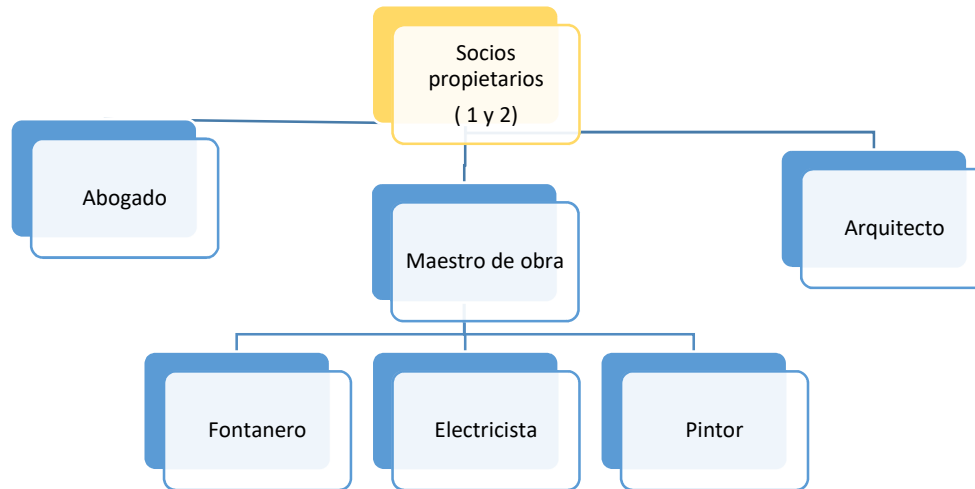 Socios
propietarios
( 1 y 2)
Abogado
Maestro de obra
Arquitecto
Fontanero
Electricista
Pintor